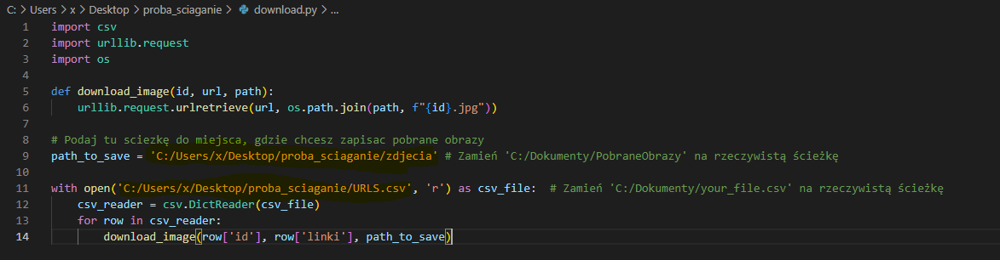 C: > Users > x > Desktop > proba_sciaganie > download.py > ...
1 import csv
2 import urllib.request
3 import os
4
5 def download_image(id, url, path):
6     urllib.request.urlretrieve(url, os.path.join(path, f"{id}.jpg"))
7
8 # Podaj tu sciezkę do miejsca, gdzie chcesz zapisac pobrane obrazy
9 path_to_save = 'C:/Users/x/Desktop/proba_sciaganie/zdjecia' # Zamień 'C:/Dokumenty/PobraneObrazy' na rzeczywistą ścieżkę
10
11 with open('C:/Users/x/Desktop/proba_sciaganie/URLS.csv', 'r') as csv_file:  # Zamień 'C:/Dokumenty/your_file.csv' na rzeczywistą ścieżkę
12     csv_reader = csv.DictReader(csv_file)
13     for row in csv_reader:
14         download_image(row['id'], row['linki'], path_to_save)